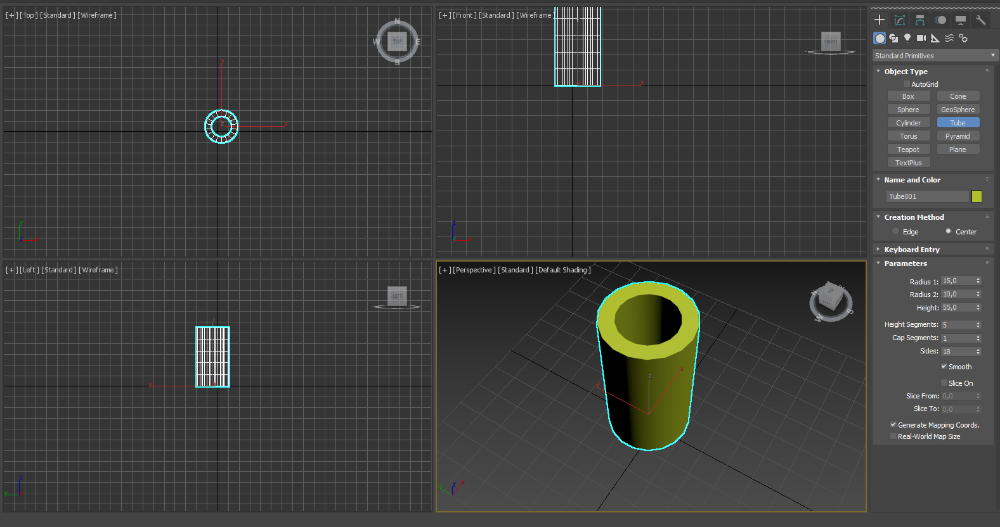 [+] [Top] [Standard] [Wireframe]
N
W TOP E
S
y
z x
y
z x
[+] [Front] [Standard] [Wireframe]
FRONT
x
z
y x
[+] [Left] [Standard] [Wireframe]
LEFT
z
y
z
y
[+] [Perspective] [Standard] [Default Shading]
N TOP
W S
x
z
y
y z x
Standard Primitives
Object Type
AutoGrid
Box Cone
Sphere GeoSphere
Cylinder Tube
Torus Pyramid
Teapot Plane
TextPlus
Name and Color
Tube001
Creation Method
Edge Center
Keyboard Entry
Parameters
Radius 1: 15,0
Radius 2: 10,0
Height: 55,0
Height Segments: 5
Cap Segments: 1
Sides: 18
Smooth
Slice On
Slice From: 0,0
Slice To: 0,0
Generate Mapping Coords.
Real-World Map Size